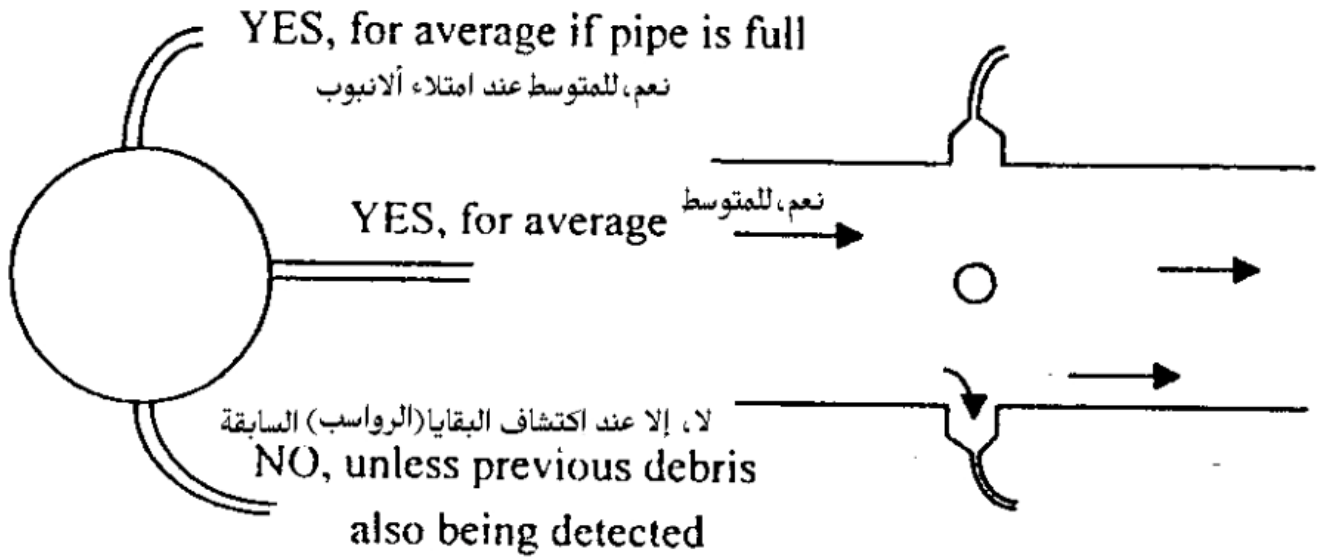 YES, for average if pipe is full
نعم،للمتوسط عند امتلاء ألانبوب
YES, for average
نعم،للمتوسط
لا، إلا عند اكتشاف البقايا(الرواسب) السابقة
NO, unless previous debris
also being detected